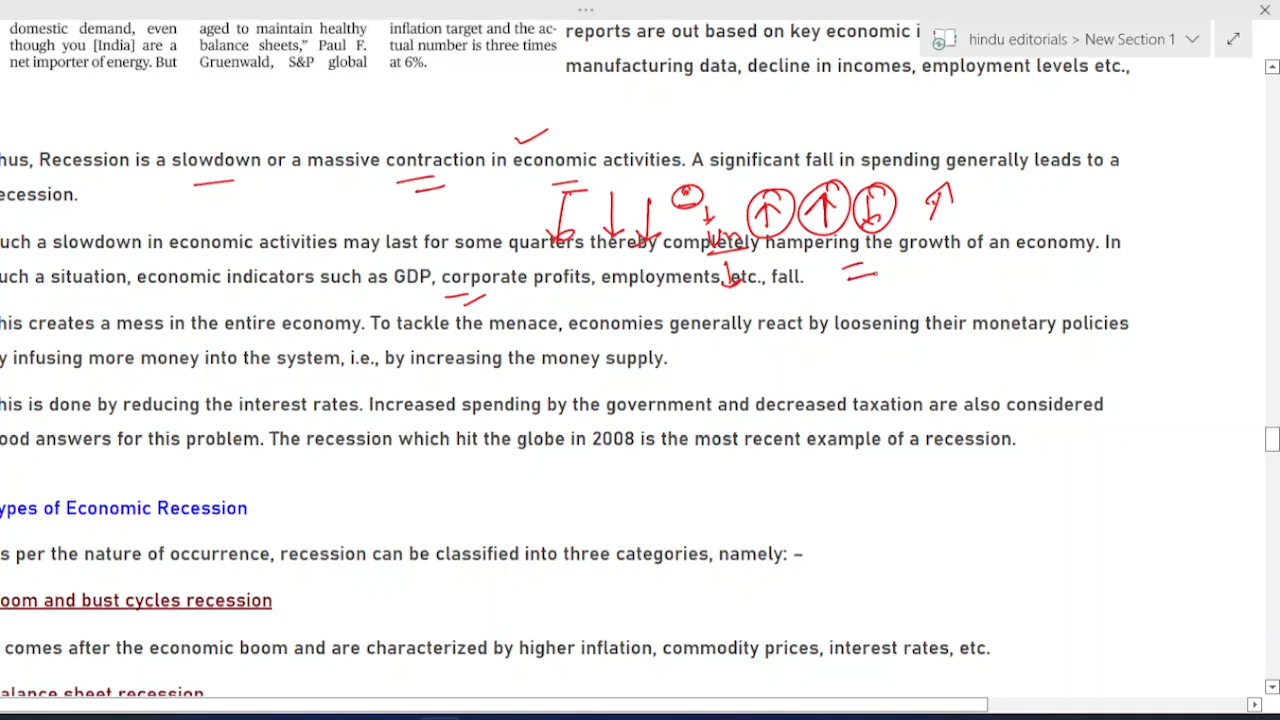 domestic demand, even
though you [India] are a
net importer of energy. But
aged to maintain healthy
balance sheets,” Paul F.
Gruenwald, S&P global
inflation target and the ac-
tual number is three times
at 6%.
reports are out based on key economic i
manufacturing data, decline in incomes, employment levels etc.,
hindu editorials > New Section 1
hus, Recession is a slowdown or a massive contraction in economic activities. A significant fall in spending generally leads to a
ecession.
uch a slowdown in economic activities may last for some quarters thereby completely hampering the growth of an economy. In
uch a situation, economic indicators such as GDP, corporate profits, employments, etc., fall.
his creates a mess in the entire economy. To tackle the menace, economies generally react by loosening their monetary policies
y infusing more money into the system, i.e., by increasing the money supply.
his is done by reducing the interest rates. Increased spending by the government and decreased taxation are also considered
ood answers for this problem. The recession which hit the globe in 2008 is the most recent example of a recession.
ypes of Economic Recession
s per the nature of occurrence, recession can be classified into three categories, namely: –
oom and bust cycles recession
comes after the economic boom and are characterized by higher inflation, commodity prices, interest rates, etc.
alance sheet recession